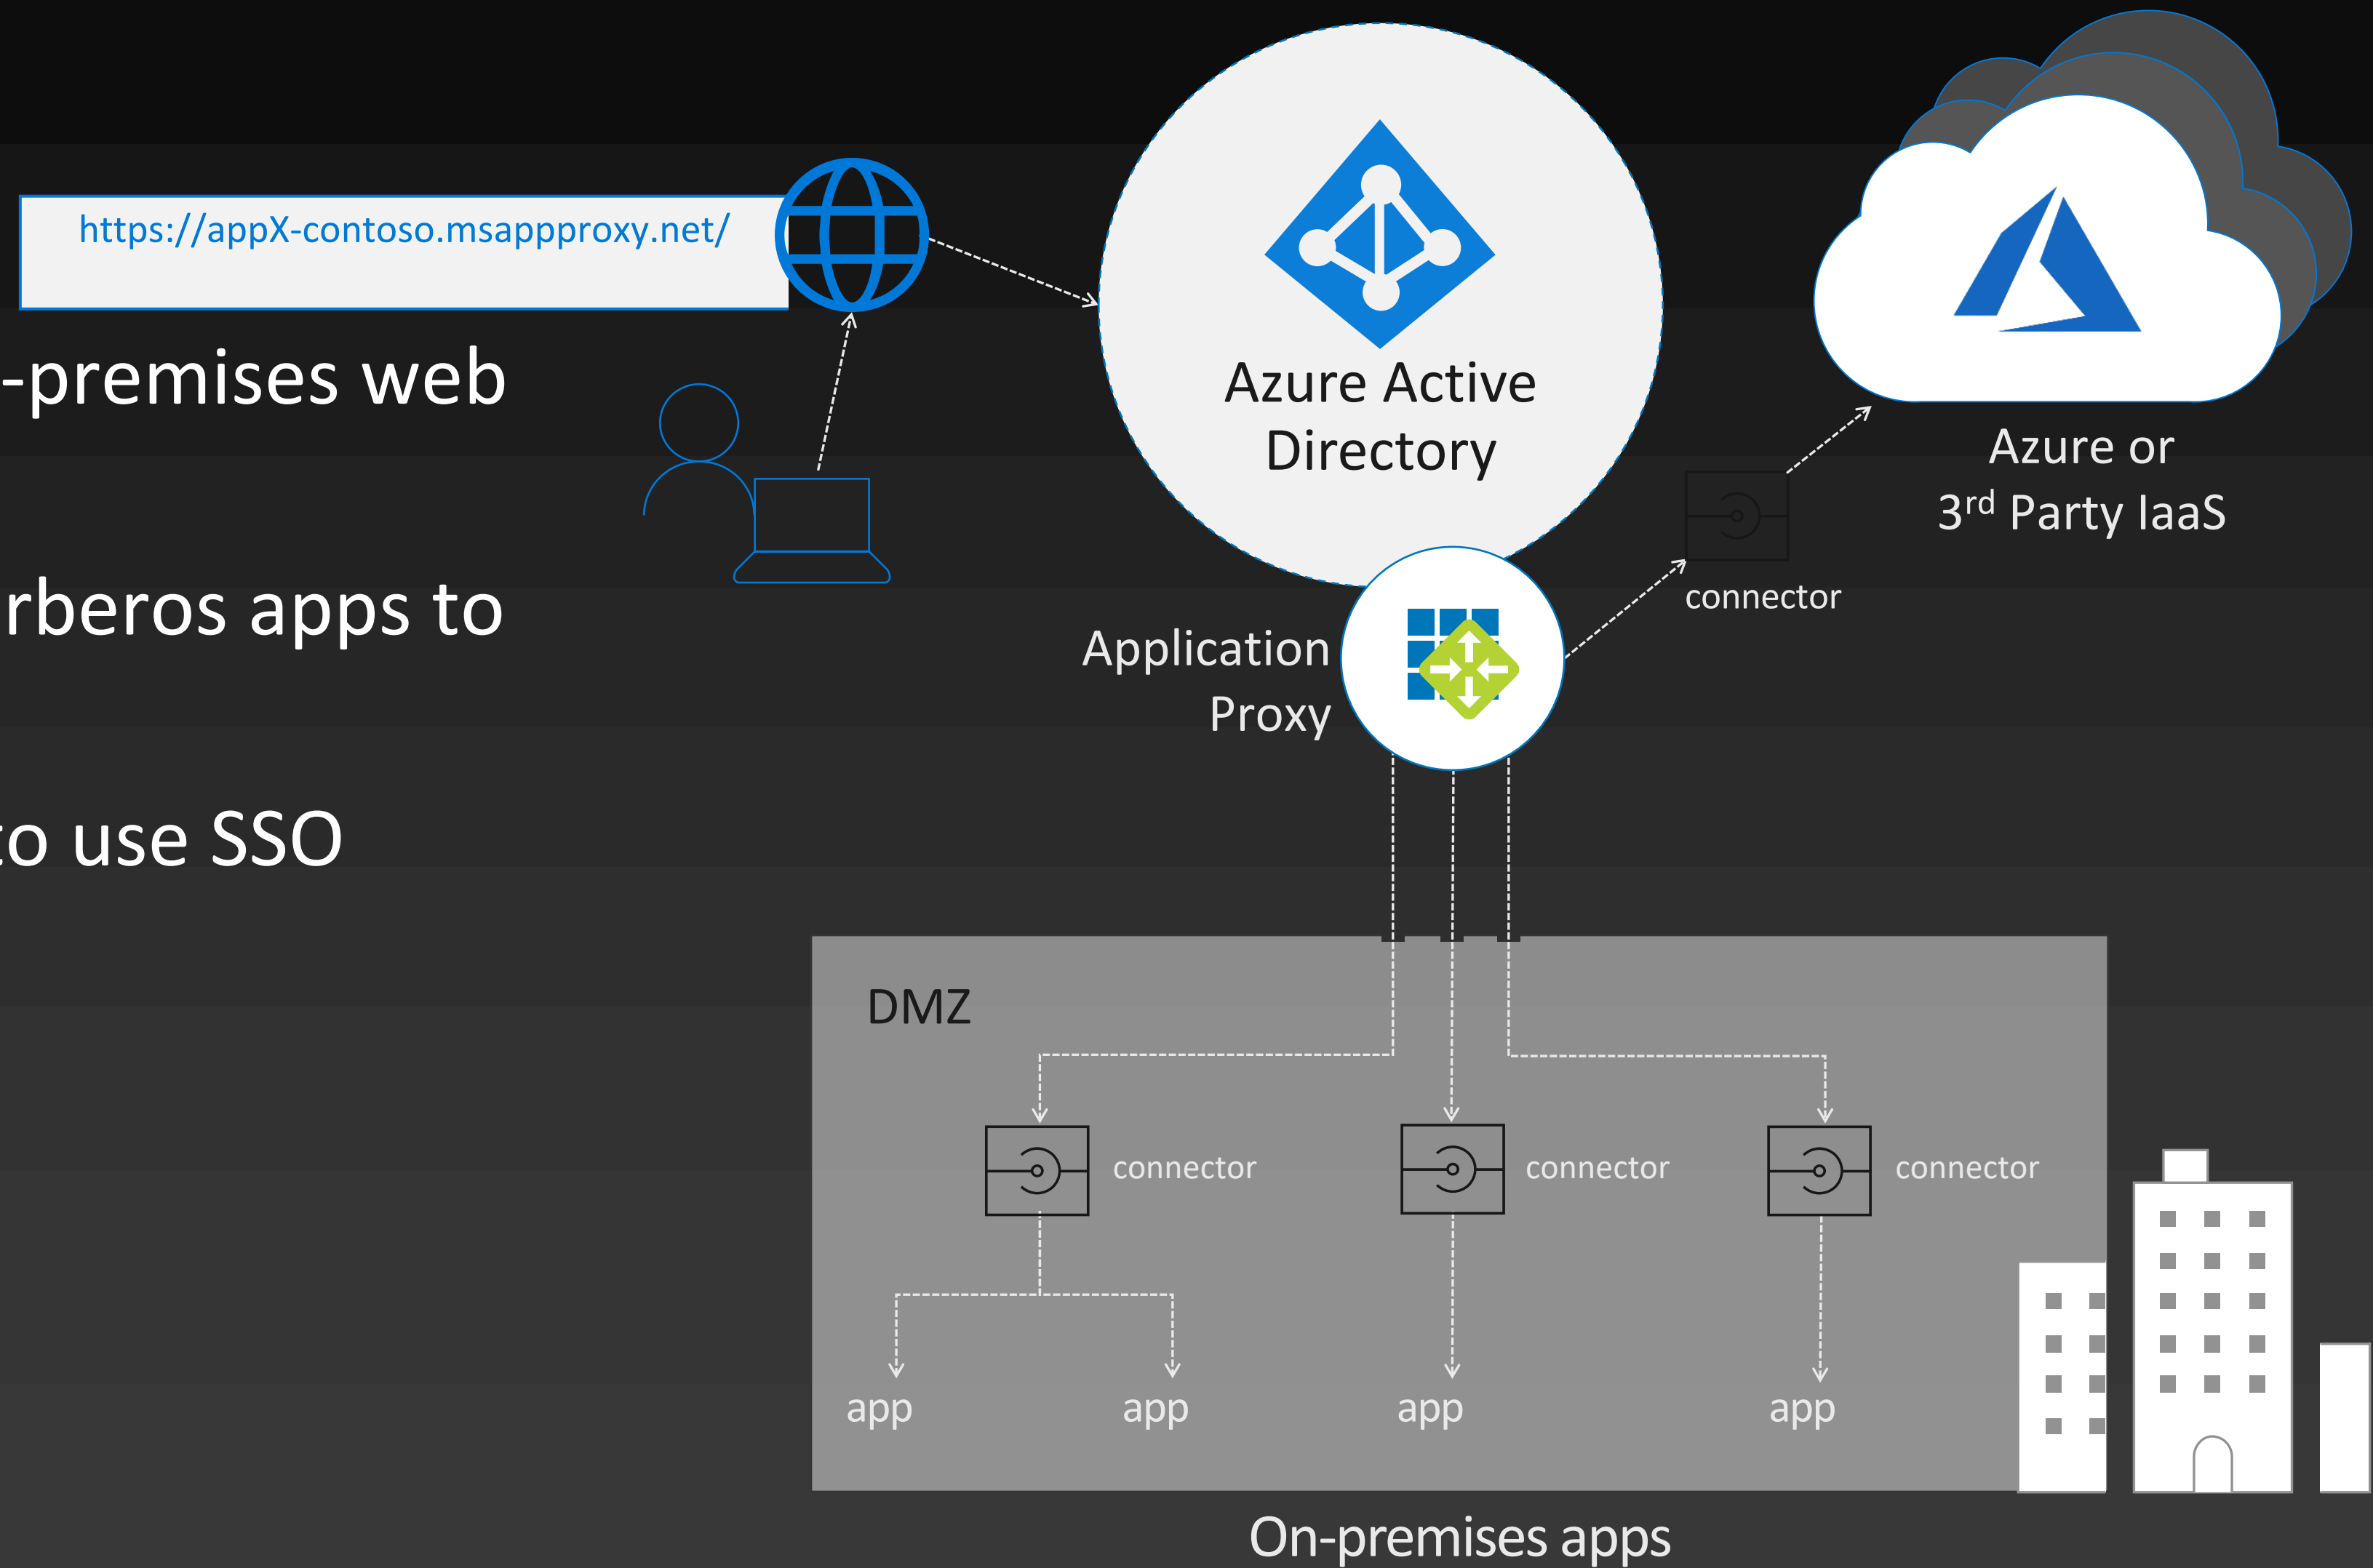 https://appX-contoso.msappproxy.net/
-premises web
rberos apps to
to use SSO
Azure Active
Directory
Azure or
3rd Party IaaS
connector
Application
Proxy
DMZ
connector
connector
connector
app
app
app
app
On-premises apps